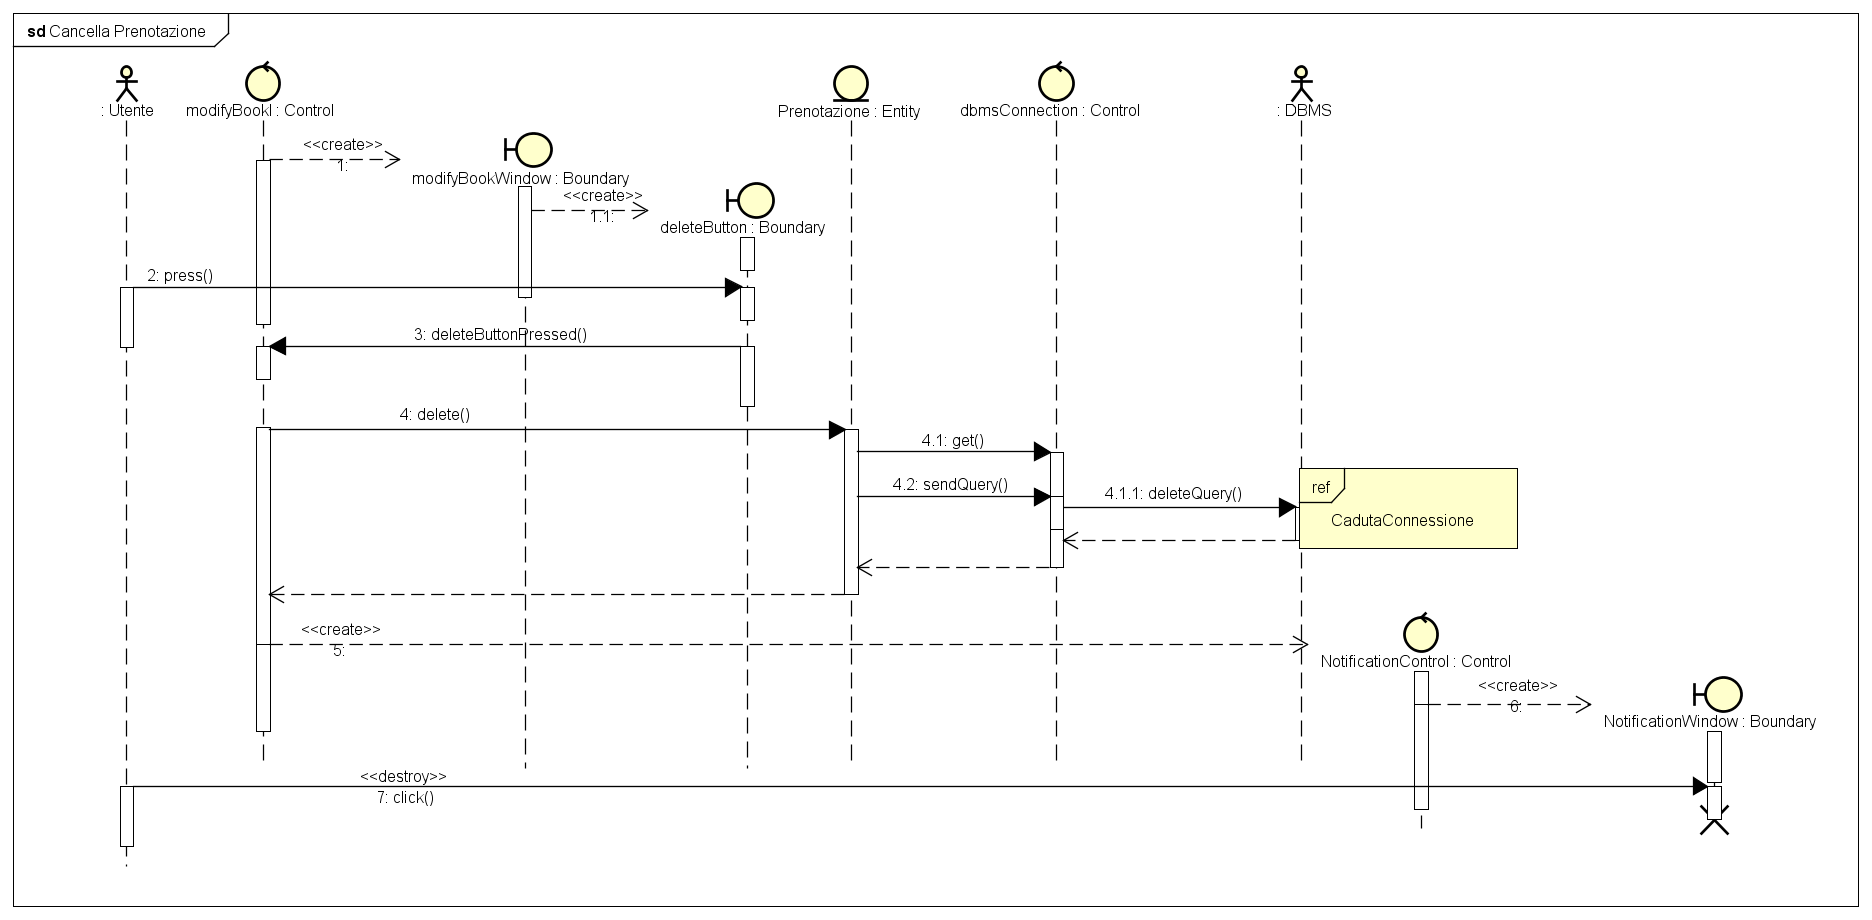 sd Cancella Prenotazione
: Utente
modifyBookI : Control
Prenotazione : Entity
dbmsConnection : Control
: DBMS
<<create>>
1:
modifyBookWindow : Boundary
<<create>>
1.1:
deleteButton : Boundary
2: press()
3: deleteButtonPressed()
4: delete()
4.1: get()
4.2: sendQuery()
4.1.1: deleteQuery()
ref
CadutaConnessione
<<create>>
5:
NotificationControl : Control
<<create>>
6:
NotificationWindow : Boundary
<<destroy>>
7: click()